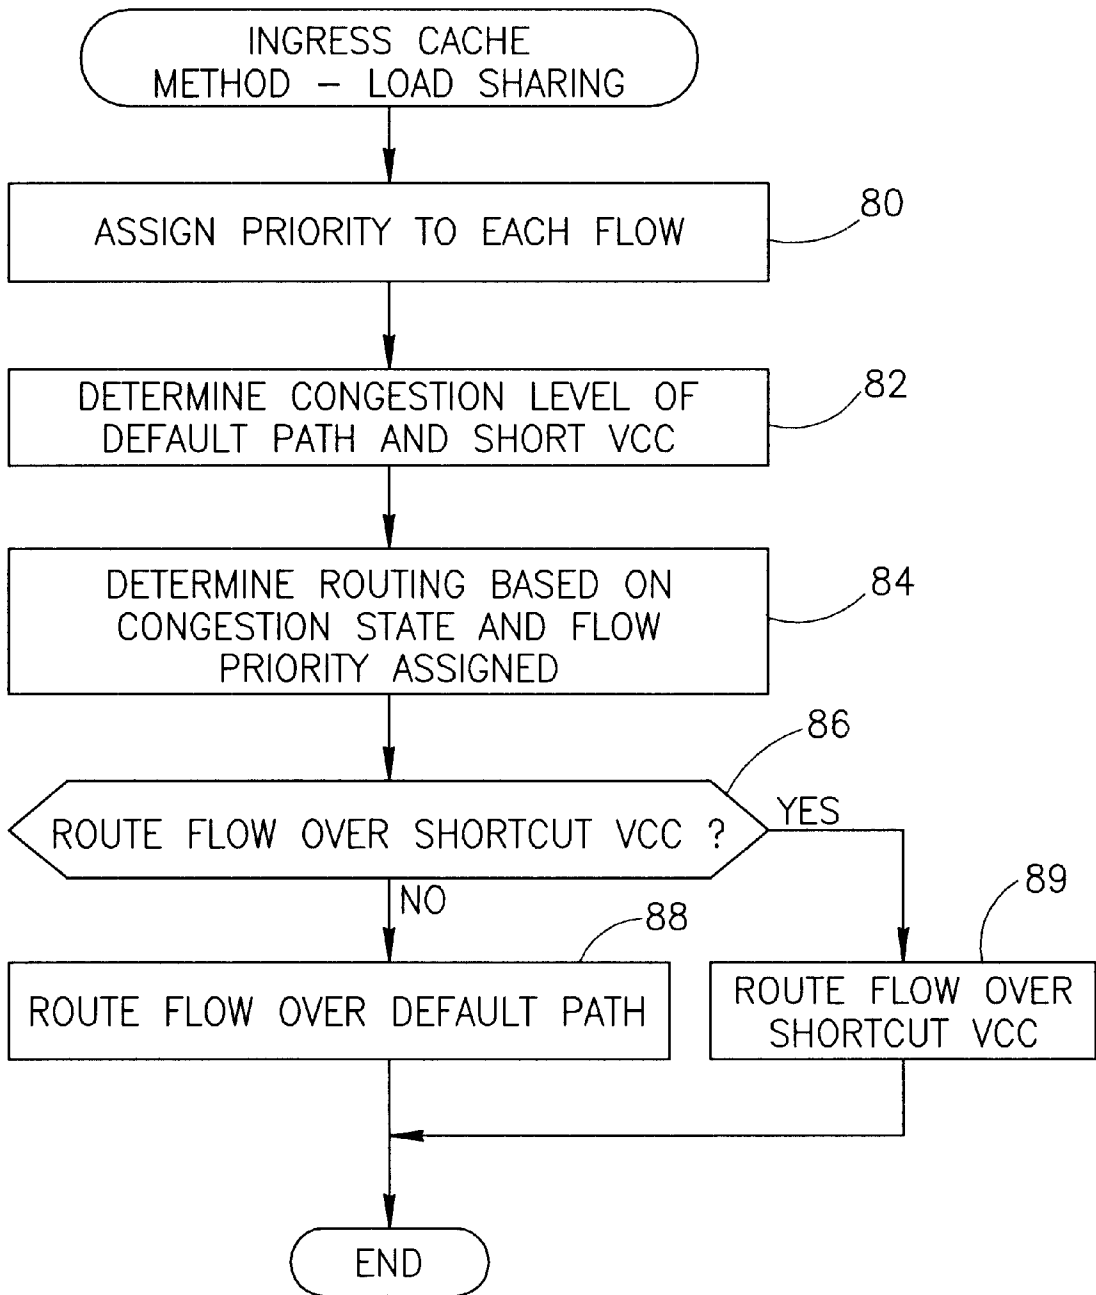 INGRESS CACHE
METHOD – LOAD SHARING
ASSIGN PRIORITY TO EACH FLOW
80
DETERMINE CONGESTION LEVEL OF
DEFAULT PATH AND SHORT VCC
82
DETERMINE ROUTING BASED ON
CONGESTION STATE AND FLOW
PRIORITY ASSIGNED
84
86
ROUTE FLOW OVER SHORTCUT VCC ?
YES
NO
88
89
ROUTE FLOW OVER DEFAULT PATH
ROUTE FLOW OVER
SHORTCUT VCC
END